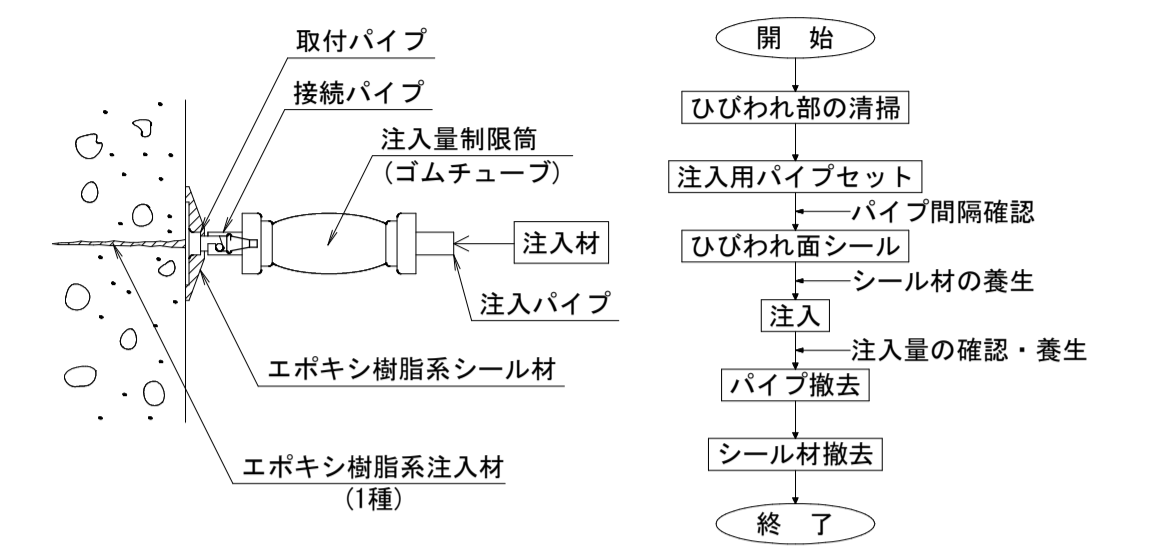 取付パイプ
接続パイプ
注入量制限筒
(ゴムチューブ)
注入材
注入パイプ
エポキシ樹脂系シール材
エポキシ樹脂系注入材
(1種)
開　始
ひびわれ部の清掃
注入用パイプセット
パイプ間隔確認
ひびわれ面シール
シール材の養生
注入
注入量の確認・養生
パイプ撤去
シール材撤去
終　了